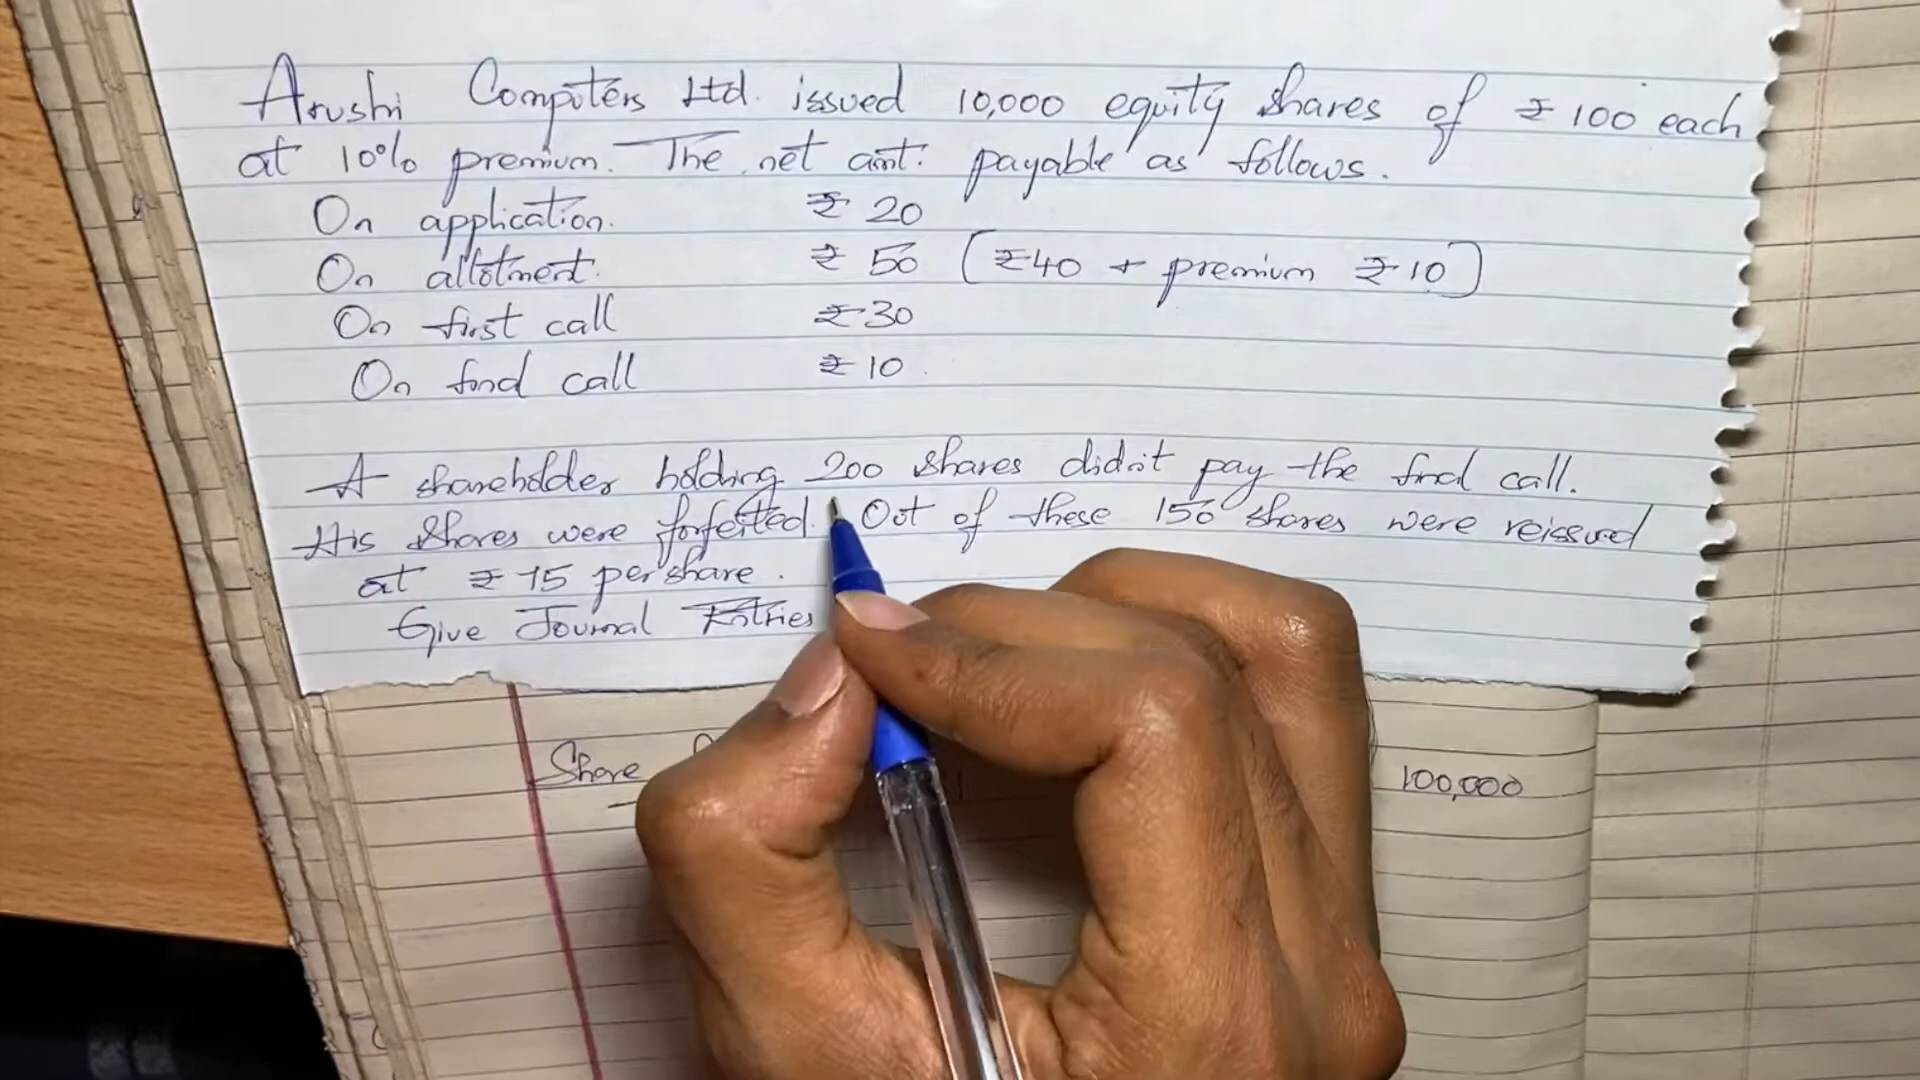 Arushi Computers Ltd. issued 10,000 equity shares of ₹ 100 each
at 10% premium. The net amt. payable as follows.
On application. ₹ 20
On allotment. ₹ 50 [₹40 + premium ₹10]
On first call ₹ 30
On final call ₹ 10
A shareholder holding 200 shares didn't pay the final call.
His shares were forfeited. Out of these 150 shares were reissued
at ₹ 75 per share.
Give Journal Entries
Share 100,000